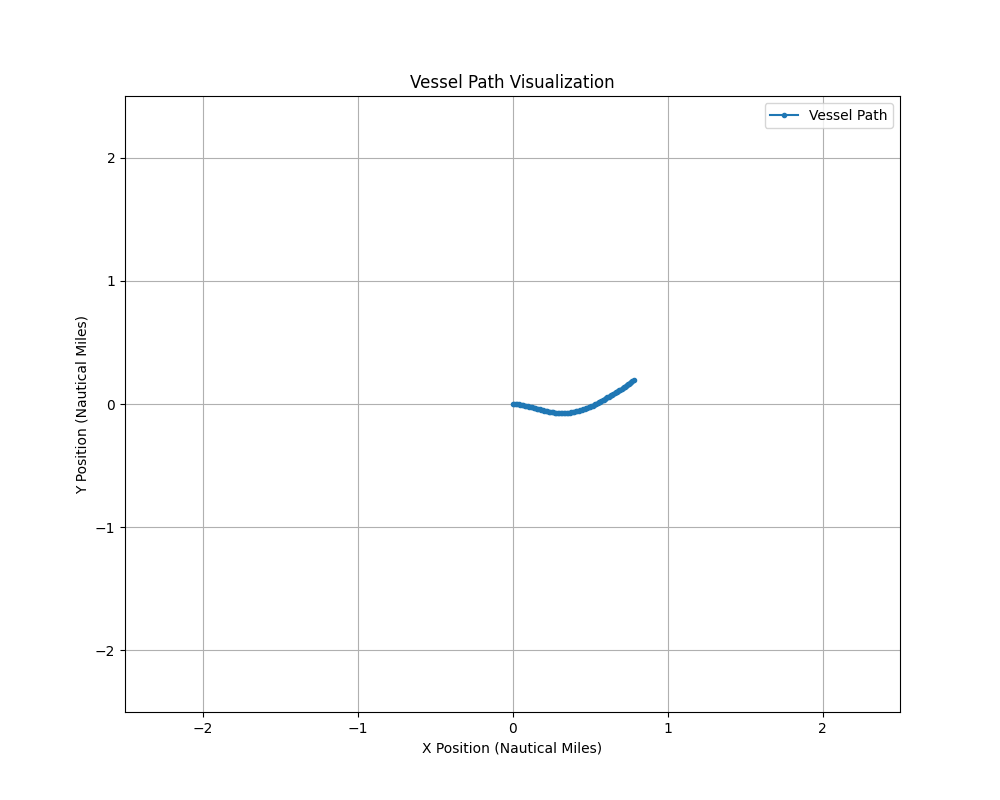 Vessel Path Visualization
Vessel Path
2
1
0
−1
−2
Y Position (Nautical Miles)
−2
−1
0
1
2
X Position (Nautical Miles)